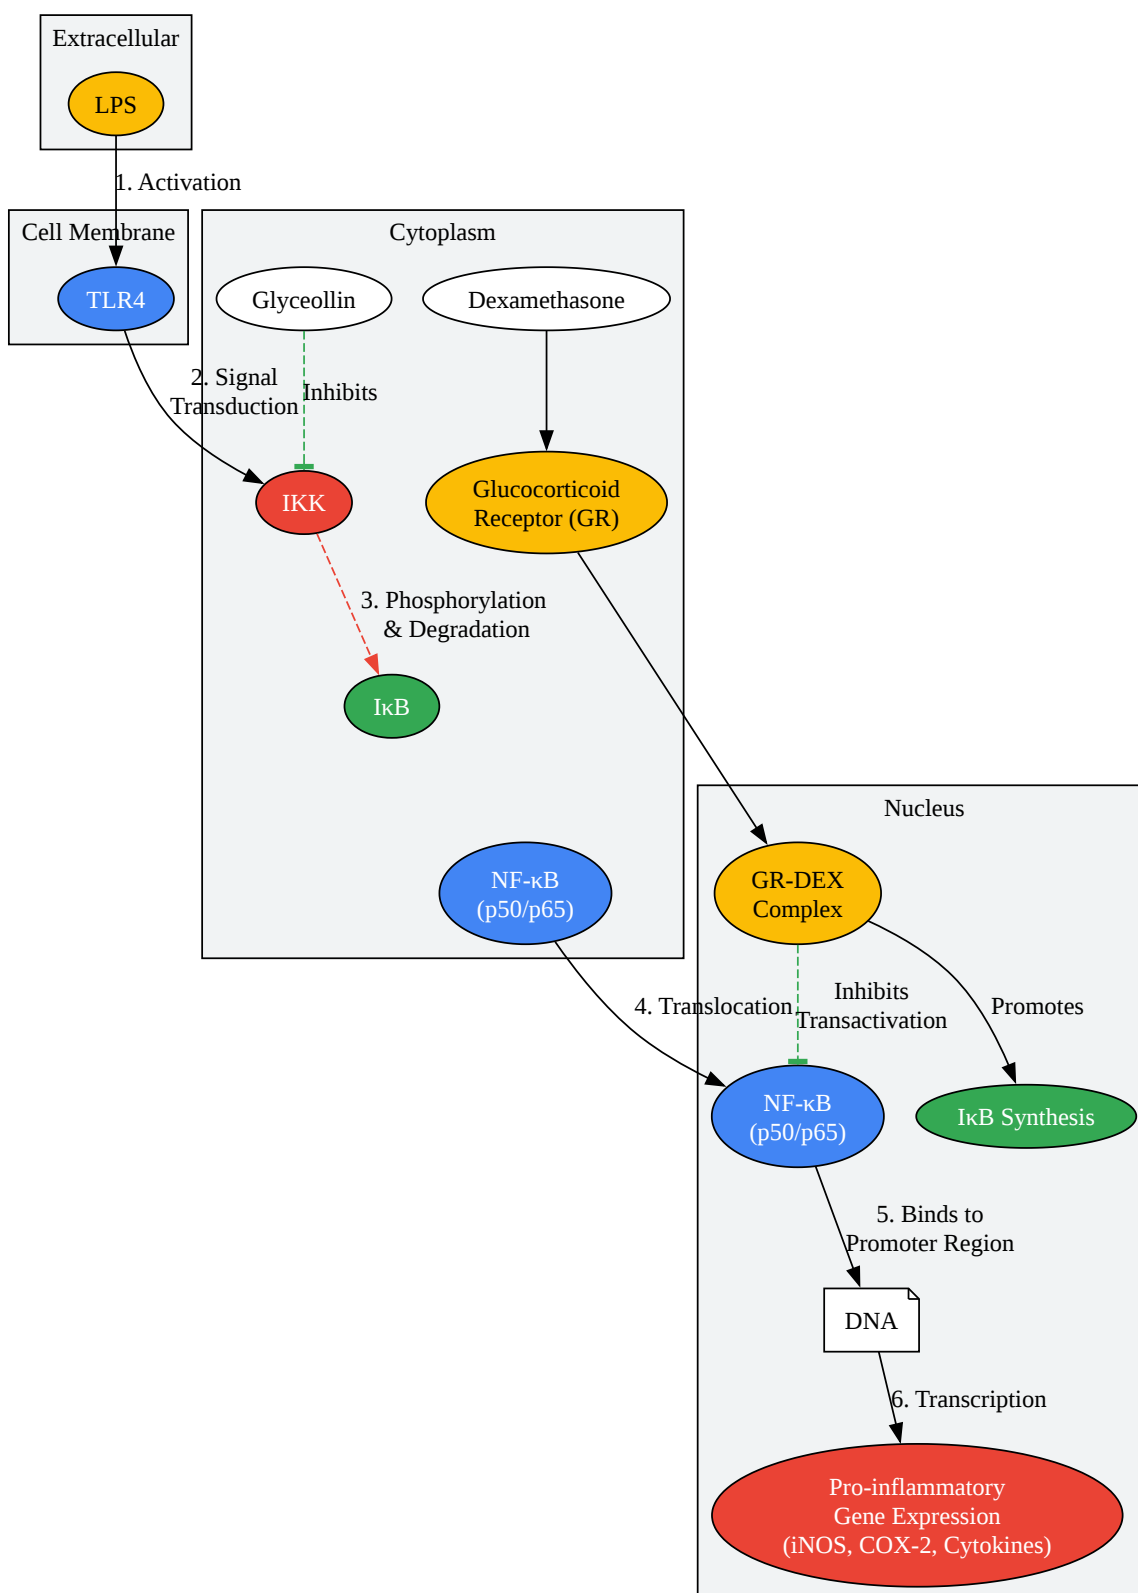 Extracellular
LPS
1. Activation
Cell Membrane
TLR4
Cytoplasm
Glyceollin
Dexamethasone
2. Signal
Transduction
Inhibits
IKK
Glucocorticoid
Receptor (GR)
3. Phosphorylation
& Degradation
IκB
NF-κB
(p50/p65)
Nucleus
GR-DEX
Complex
4. Translocation
Inhibits
Transactivation
Promotes
NF-κB
(p50/p65)
IκB Synthesis
5. Binds to
Promoter Region
DNA
6. Transcription
Pro-inflammatory
Gene Expression
(iNOS, COX-2, Cytokines)